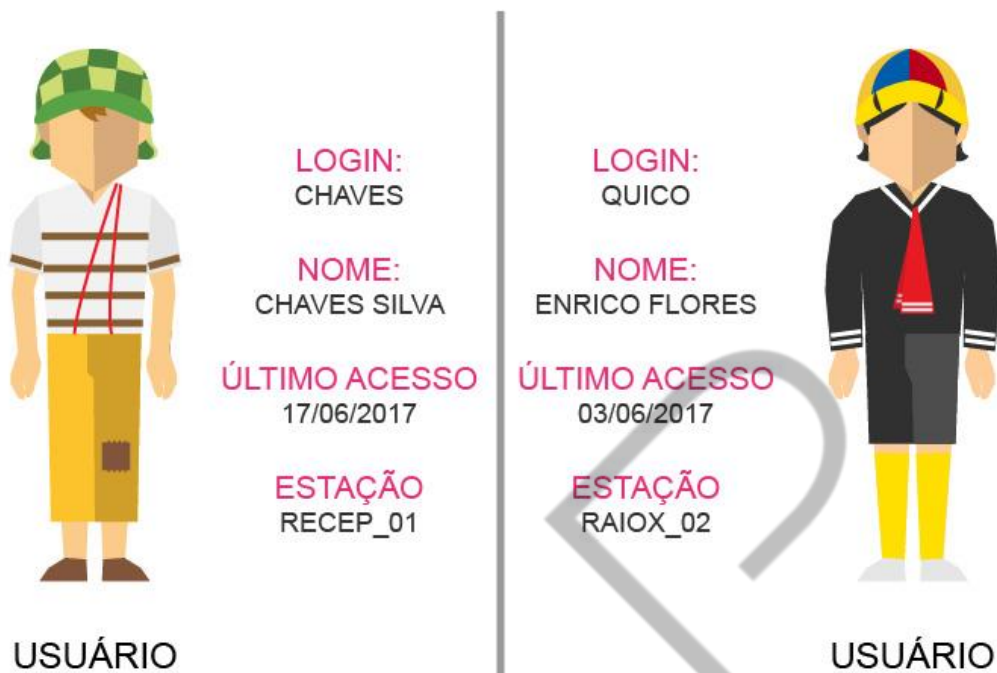 LOGIN:
CHAVES
NOME:
CHAVES SILVA
ÚLTIMO ACESSO
17/06/2017
ESTAÇÃO
RECEP_01
USUÁRIO
LOGIN:
QUICO
NOME:
ENRICO FLORES
ÚLTIMO ACESSO
03/06/2017
ESTAÇÃO
RAIOX_02
USUÁRIO